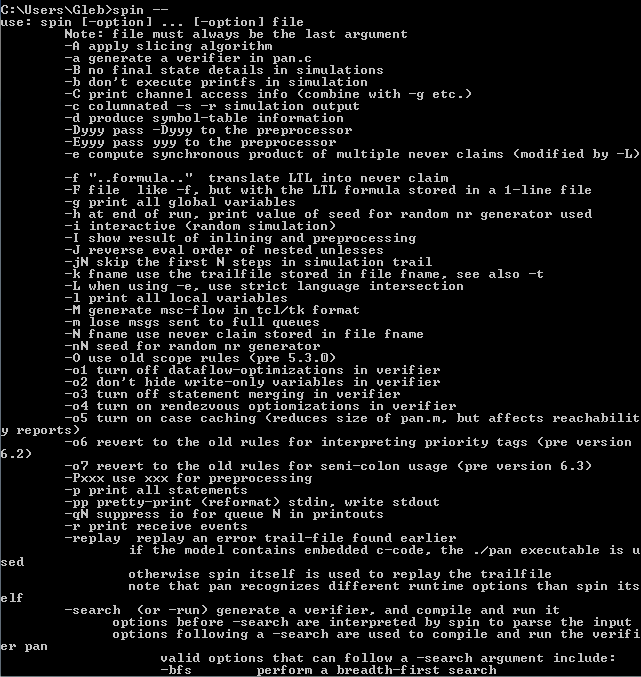 C:\Users\Gleb>spin --
use: spin [-option] ... [-option] file
Note: file must always be the last argument
-A apply slicing algorithm
-a generate a verifier in pan.c
-B no final state details in simulations
-b don't execute printfs in simulation
-C print channel access info (combine with -g etc.)
-c columnated -s -r simulation output
-d produce symbol-table information
-Dyyy pass -Dyyy to the preprocessor
-Eyyy pass yyy to the preprocessor
-e compute synchronous product of multiple never claims (modified by -L)
-f "..formula.." translate LTL into never claim
-F file like -f, but with the LTL formula stored in a 1-line file
-g print all global variables
-h at end of run, print value of seed for random nr generator used
-i interactive (random simulation)
-I show result of inlining and preprocessing
-J reverse eval order of nested unlesses
-jN skip the first N steps in simulation trail
-k fname use the trailfile stored in file fname, see also -t
-L when using -e, use strict language intersection
-l print all local variables
-M generate msc-flow in tcl/tk format
-m lose msgs sent to full queues
-N fname use never claim stored in file fname
-nN seed for random nr generator
-O use old scope rules (pre 5.3.0)
-o1 turn off dataflow-optimizations in verifier
-o2 don't hide write-only variables in verifier
-o3 turn off statement merging in verifier
-o4 turn on rendezvous optiomizations in verifier
-o5 turn on case caching (reduces size of pan.m, but affects reachabilit
y reports)
-o6 revert to the old rules for interpreting priority tags (pre version
6.2)
-o7 revert to the old rules for semi-colon usage (pre version 6.3)
-Pxxx use xxx for preprocessing
-p print all statements
-pp pretty-print (reformat) stdin, write stdout
-qN suppress io for queue N in printouts
-r print receive events
-replay replay an error trail-file found earlier
if the model contains embedded c-code, the ./pan executable is u
sed
otherwise spin itself is used to replay the trailfile
note that pan recognizes different runtime options than spin its
elf
-search (or -run) generate a verifier, and compile and run it
options before -search are interpreted by spin to parse the input
options following a -search are used to compile and run the verifi
er pan
valid options that can follow a -search argument include:
-bfs perform a breadth-first search